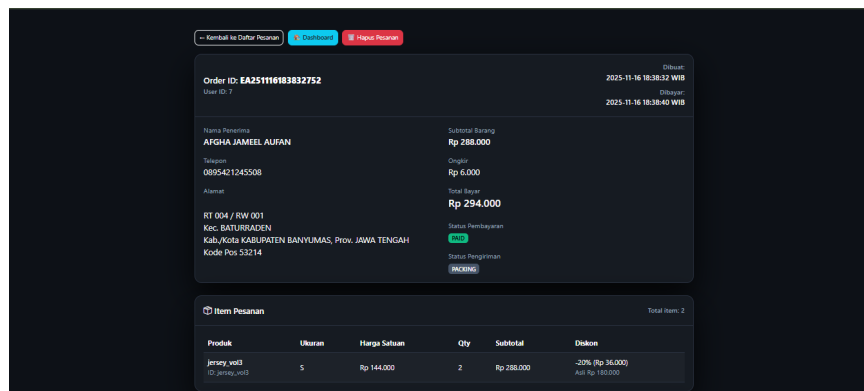 ← Kembali ke Daftar Pesanan Dashboard Hapus Pesanan
Order ID: EA251116183832752
User ID: 7
Dibuat:
2025-11-16 18:38:32 WIB
Dibayar:
2025-11-16 18:38:40 WIB
Nama Penerima
AFGHA JAMEEL AUFAN
Telepon
0895421245508
Alamat
RT 004 / RW 001
Kec. BATURRADEN
Kab./Kota KABUPATEN BANYUMAS, Prov. JAWA TENGAH
Kode Pos 53214
Subtotal Barang
Rp 288.000
Ongkir
Rp 6.000
Total Bayar
Rp 294.000
Status Pembayaran
PAID
Status Pengiriman
PACKING
Item Pesanan Total item: 2
Produk Ukuran Harga Satuan Qty Subtotal Diskon
jersey_vol3 S Rp 144.000 2 Rp 288.000 -20% (Rp 36.000)
ID: jersey_vol3 Asli Rp 180.000